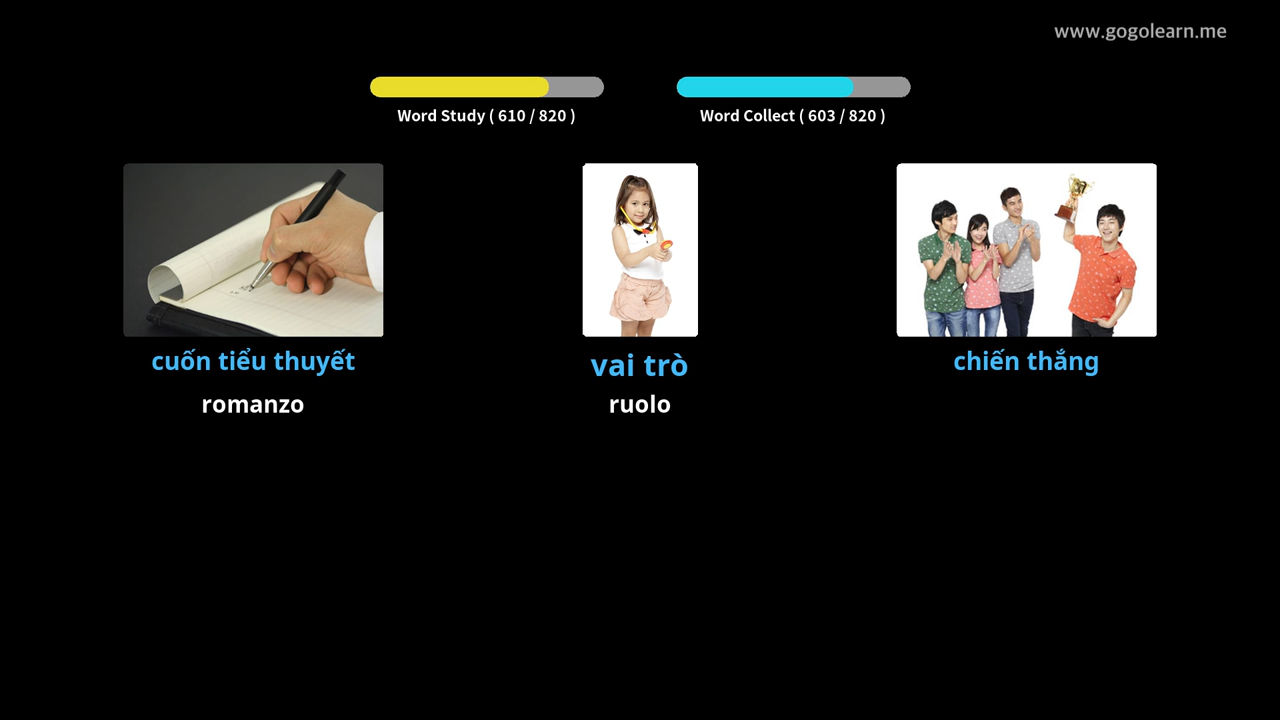 www.gogolearn.me
Word Study ( 610 / 820 )
Word Collect ( 603 / 820 )
cuốn tiểu thuyết
romanzo
vai trò
ruolo
chiến thắng